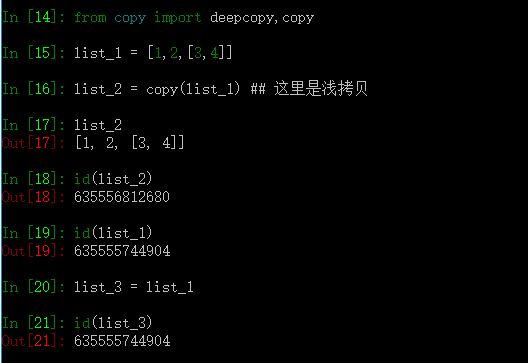 In [14]: from copy import deepcopy,copy
In [15]: list_1 = [1,2,[3,4]]
In [16]: list_2 = copy(list_1) ## 这里是浅拷贝
In [17]: list_2
Out[17]: [1, 2, [3, 4]]
In [18]: id(list_2)
Out[18]: 635556812680
In [19]: id(list_1)
Out[19]: 635555744904
In [20]: list_3 = list_1
In [21]: id(list_3)
Out[21]: 635555744904